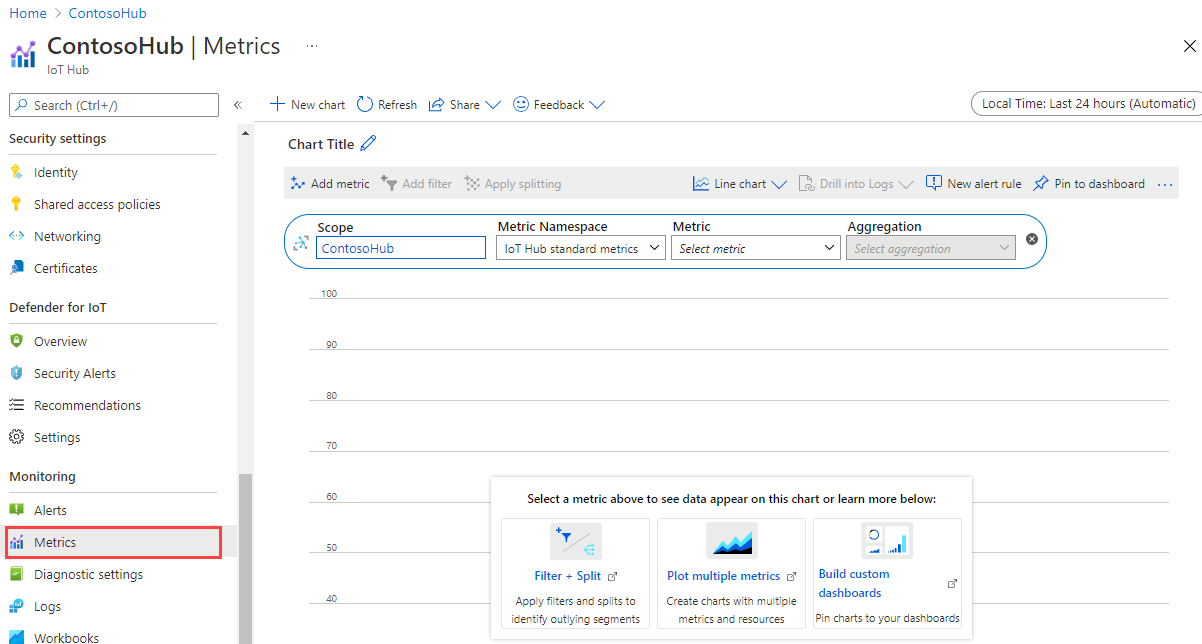 Home > ContosoHub
ContosoHub | Metrics ...
IoT Hub
Search (Ctrl+/)
«
New chart Refresh Share Feedback
Local Time: Last 24 hours (Automatic)
Security settings
Identity
Shared access policies
Networking
Certificates
Defender for IoT
Overview
Security Alerts
Recommendations
Settings
Monitoring
Alerts
Metrics
Diagnostic settings
Logs
Workbooks
Chart Title
Add metric Add filter Apply splitting Line chart Drill into Logs New alert rule Pin to dashboard ...
Scope Metric Namespace Metric Aggregation
ContosoHub IoT Hub standard metrics Select metric Select aggregation
100
90
80
70
60
50
40
Select a metric above to see data appear on this chart or learn more below:
Filter + Split
Apply filters and splits to
identify outlying segments
Plot multiple metrics
Create charts with multiple
metrics and resources
Build custom
dashboards
Pin charts to your dashboards